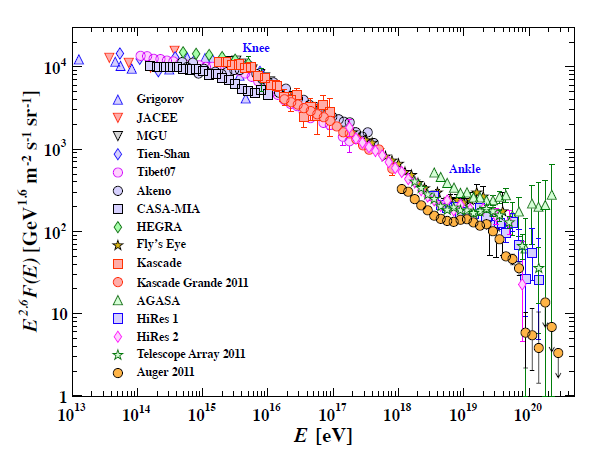 Knee
Ankle
Grigorov
JACEE
MGU
Tien-Shan
Tibet07
Akeno
CASA-MIA
HEGRA
Fly's Eye
Kascade
Kascade Grande 2011
AGASA
HiRes 1
HiRes 2
Telescope Array 2011
Auger 2011
E^2.6 F(E) [GeV^1.6 m^-2 s^-1 sr^-1]
10^4
10^3
10^2
10
1
10^13 10^14 10^15 10^16 10^17 10^18 10^19 10^20
E [eV]